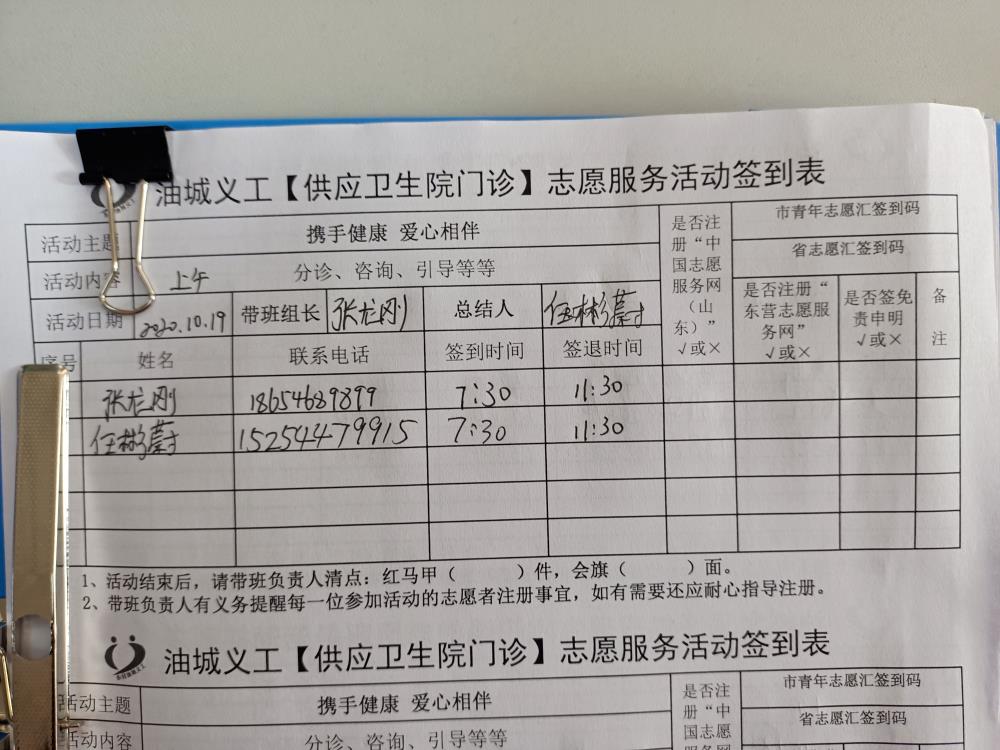 油城义工【供应卫生院门诊】志愿服务活动签到表
活动主题 携手健康 爱心相伴 是否注册“中国志愿服务网（山东）”√或× 市青年志愿汇签到码
省志愿汇签到码
活动内容 上午 分诊、咨询、引导等等 是否注册“东营志愿服务网”√或× 是否签免责申明√或× 备注
活动日期 2020.10.19 带班组长 张龙刚 总结人 任彬蔚
序号 姓名 联系电话 签到时间 签退时间
张龙刚 18654689899 7:30 11:30
任彬蔚 15254479915 7:30 11:30
1、活动结束后，请带班负责人清点：红马甲（ ）件，会旗（ ）面。
2、带班负责人有义务提醒每一位参加活动的志愿者注册事宜，如有需要还应耐心指导注册。
油城义工【供应卫生院门诊】志愿服务活动签到表
活动主题 携手健康 爱心相伴 是否注册“中国志愿 市青年志愿汇签到码
省志愿汇签到码
活动内容 分诊、咨询、引导等等